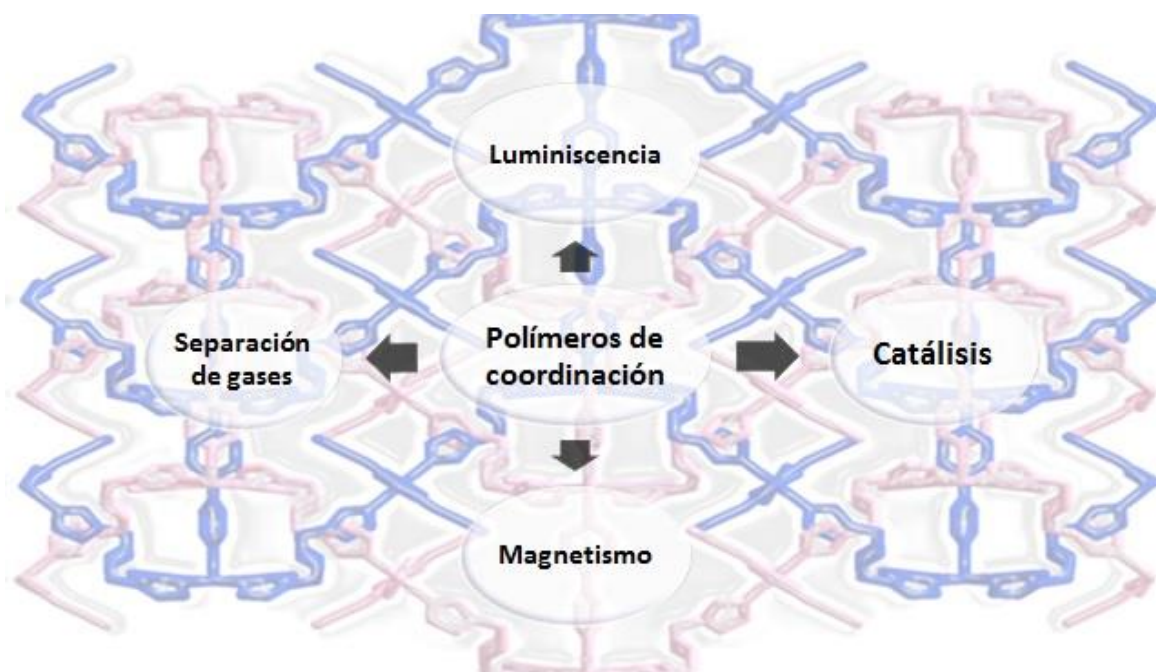 Luminiscencia
Separación
de gases
Polímeros de
coordinación
Catálisis
Magnetismo